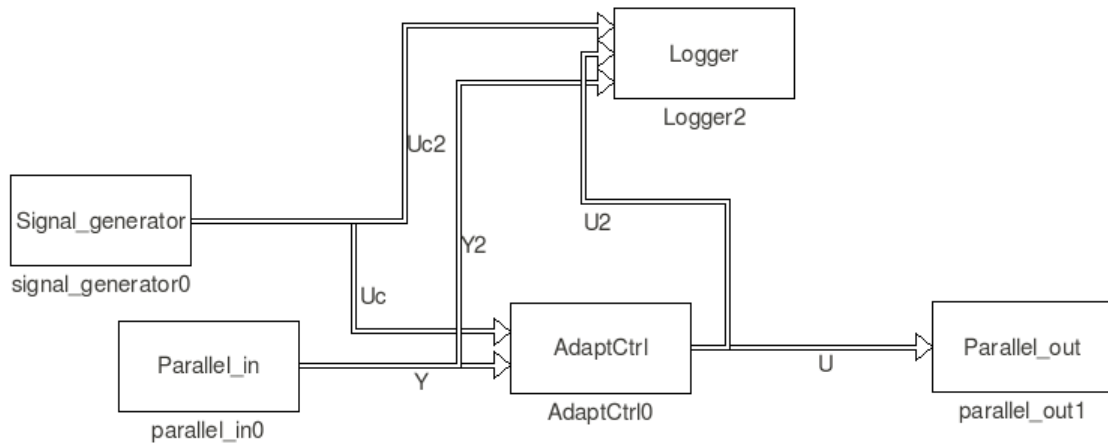 Logger
Logger2
Uc2
Signal_generator
signal_generator0
U2
Y2
Uc
AdaptCtrl
AdaptCtrl0
Parallel_in
parallel_in0
Y
U
Parallel_out
parallel_out1